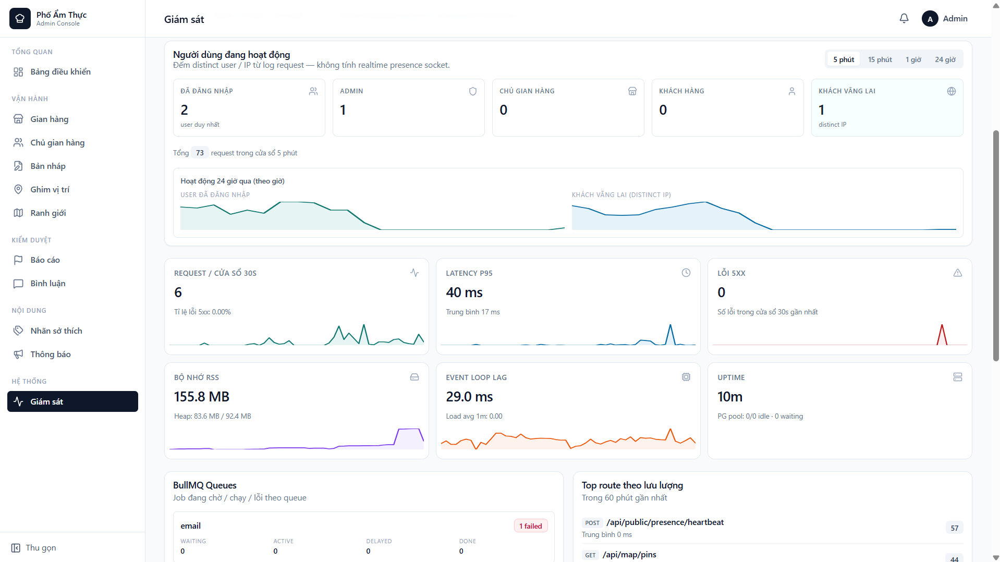 Phố Ẩm Thực
Admin Console
TỔNG QUAN
Bảng điều khiển
VẬN HÀNH
Gian hàng
Chủ gian hàng
Bản nháp
Ghim vị trí
Ranh giới
KIỂM DUYỆT
Báo cáo
Bình luận
NỘI DUNG
Nhãn sở thích
Thông báo
HỆ THỐNG
Giám sát
Thu gọn
Giám sát
A Admin
Người dùng đang hoạt động
Đếm distinct user / IP từ log request — không tính realtime presence socket.
5 phút 15 phút 1 giờ 24 giờ
ĐÃ ĐĂNG NHẬP
2
user duy nhất
ADMIN
1
CHỦ GIAN HÀNG
0
KHÁCH HÀNG
0
KHÁCH VÃNG LAI
1
distinct IP
Tổng 73 request trong cửa sổ 5 phút
Hoạt động 24 giờ qua (theo giờ)
USER ĐÃ ĐĂNG NHẬP
KHÁCH VÃNG LAI (DISTINCT IP)
REQUEST / CỬA SỔ 30S
6
Tỉ lệ lỗi 5xx: 0.00%
LATENCY P95
40 ms
Trung bình 17 ms
LỖI 5XX
0
Số lỗi trong cửa sổ 30s gần nhất
BỘ NHỚ RSS
155.8 MB
Heap: 83.6 MB / 92.4 MB
EVENT LOOP LAG
29.0 ms
Load avg 1m: 0.00
UPTIME
10m
PG pool: 0/0 idle · 0 waiting
BullMQ Queues
Job đang chờ / chạy / lỗi theo queue
email
1 failed
WAITING ACTIVE DELAYED DONE
0 0 0 0
Top route theo lưu lượng
Trong 60 phút gần nhất
POST /api/public/presence/heartbeat
Trung bình 0 ms
57
GET /api/map/pins
44